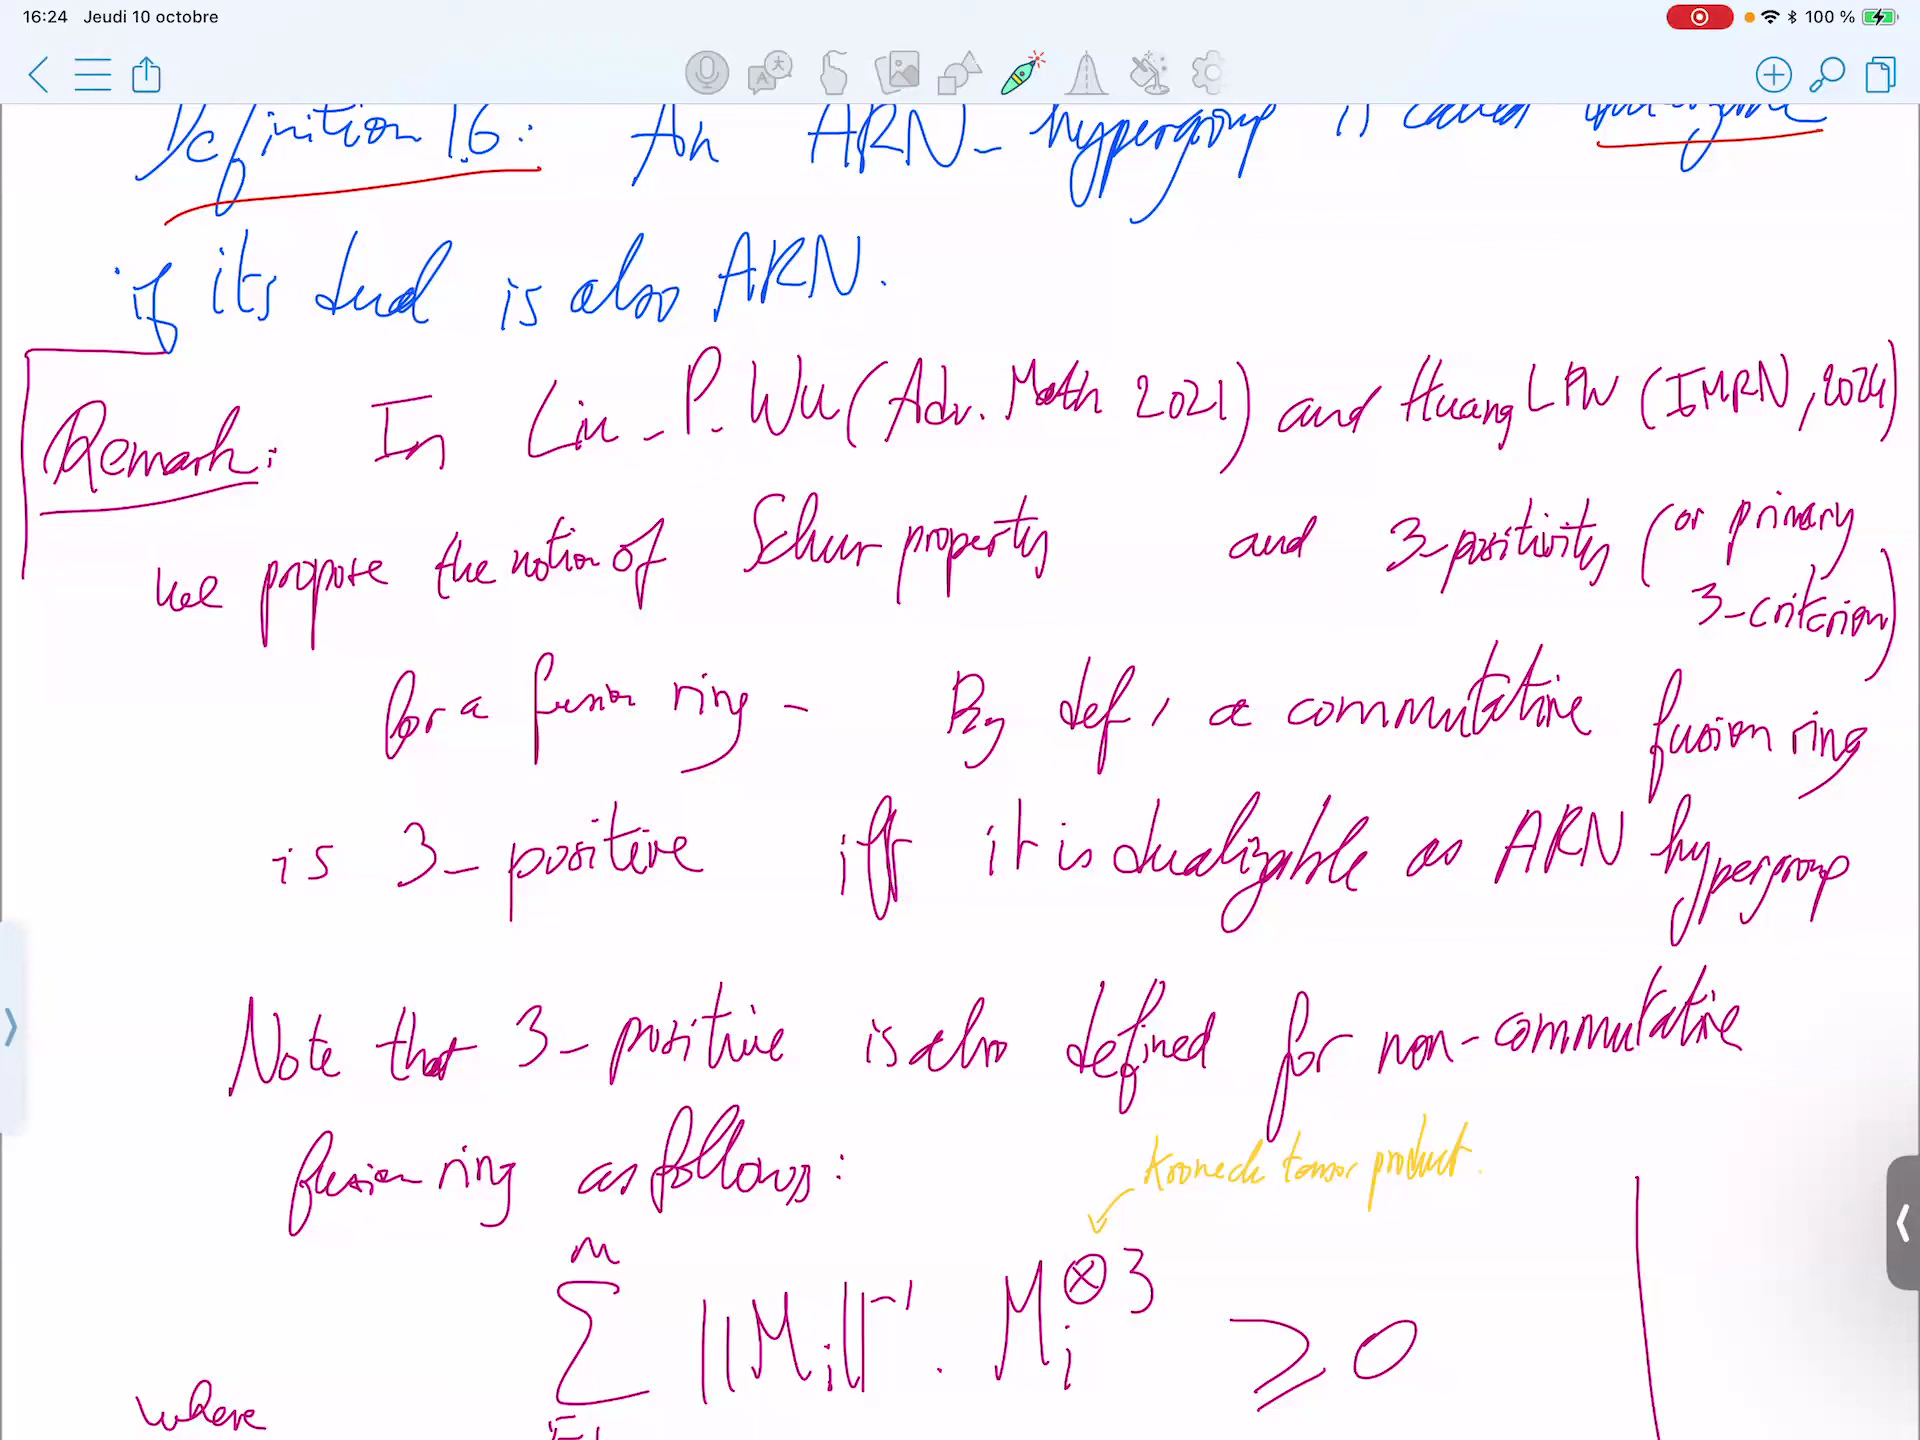 16:24 Jeudi 10 octobre 100 %
Definition 1.6: An ARN-hypergroup is called
if its dual is also ARN.
Remark: In Liu-P.Wu (Adv. Math 2021) and Huang LPW (IMRN, 2024)
we propose the notion of Schur property and 3-positivity (or primary
3-criterion)
for a fusion ring - By def, a commutative fusion ring
is 3-positive iff it is dualizable as ARN hypergroup
Note that 3-positive is also defined for non-commutative
fusion ring as follows:
Kroneck tensor product.
M
∑ ||Mᵢ||⁻¹ . Mᵢ^⊗3 ≥ 0
where i=1